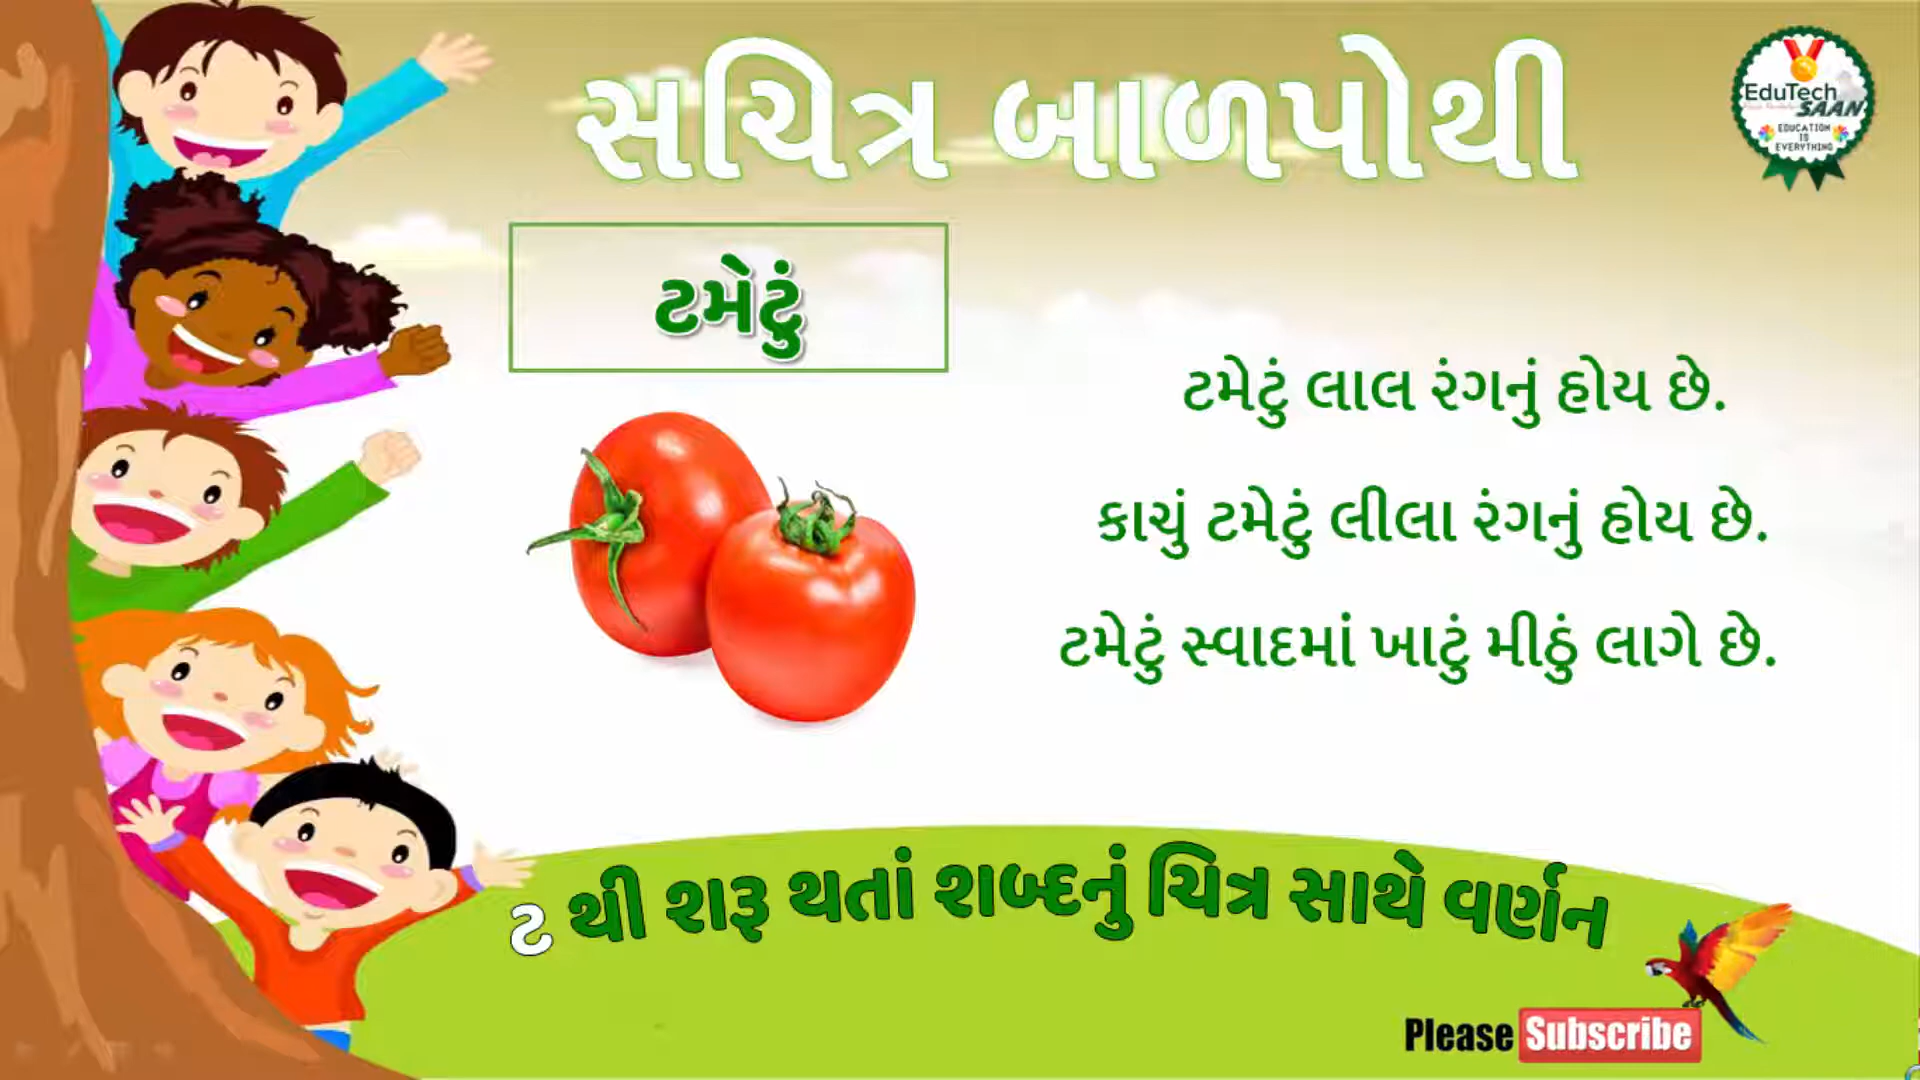 સચિત્ર બાળપોથી
EduTech
SAAN
EDUCATION
IS
EVERYTHING
ટમેટું
ટમેટું લાલ રંગનું હોય છે.
કાચું ટમેટું લીલા રંગનું હોય છે.
ટમેટું સ્વાદમાં ખાટું મીઠું લાગે છે.
ટ થી શરૂ થતાં શબ્દનું ચિત્ર સાથે વર્ણન
Please Subscribe